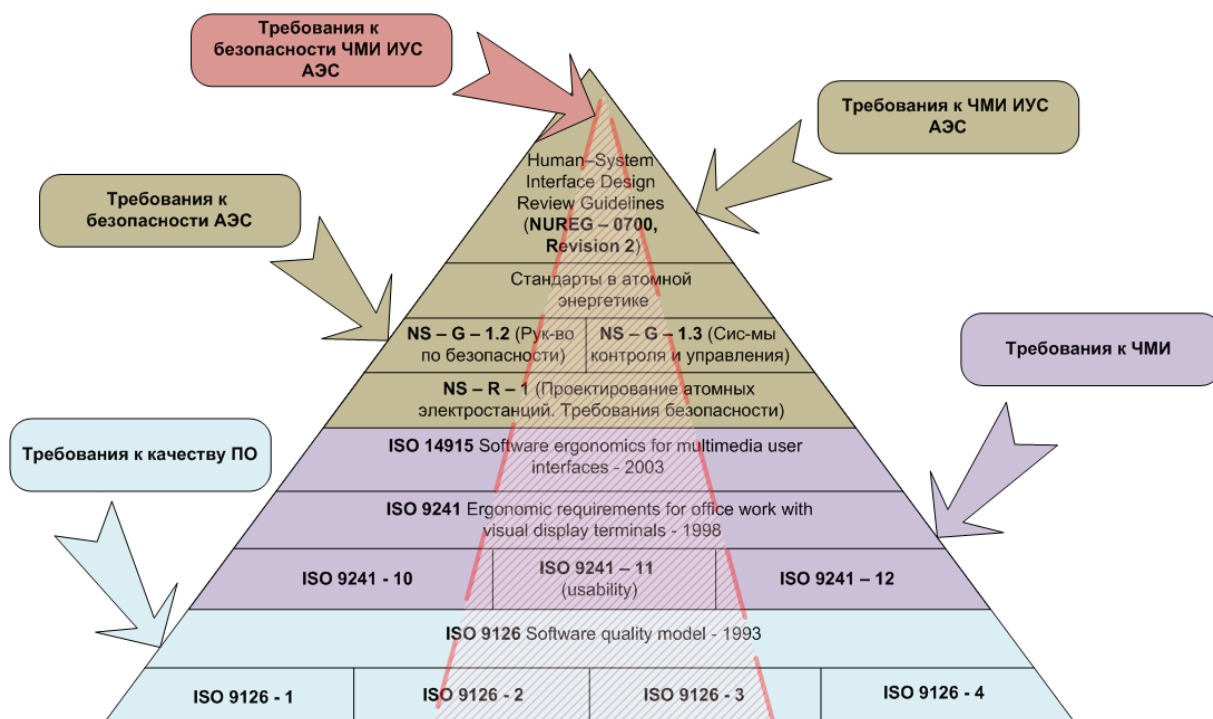 Требования к
безопасности ЧМИ ИУС
АЭС
Требования к ЧМИ ИУС
АЭС
Human–System
Interface Design
Review Guidelines
(NUREG – 0700,
Revision 2)
Требования к
безопасности АЭС
Стандарты в атомной
энергетике
NS – G – 1.2 (Рук-во
по безопасности)
NS – G – 1.3 (Сис-мы
контроля и управления)
Требования к ЧМИ
NS – R – 1 (Проектирование атомных
электростанций. Требования безопасности)
Требования к качеству ПО
ISO 14915 Software ergonomics for multimedia user
interfaces - 2003
ISO 9241 Ergonomic requirements for office work with
visual display terminals - 1998
ISO 9241 - 10
ISO 9241 – 11
(usability)
ISO 9241 – 12
ISO 9126 Software quality model - 1993
ISO 9126 - 1
ISO 9126 - 2
ISO 9126 - 3
ISO 9126 - 4